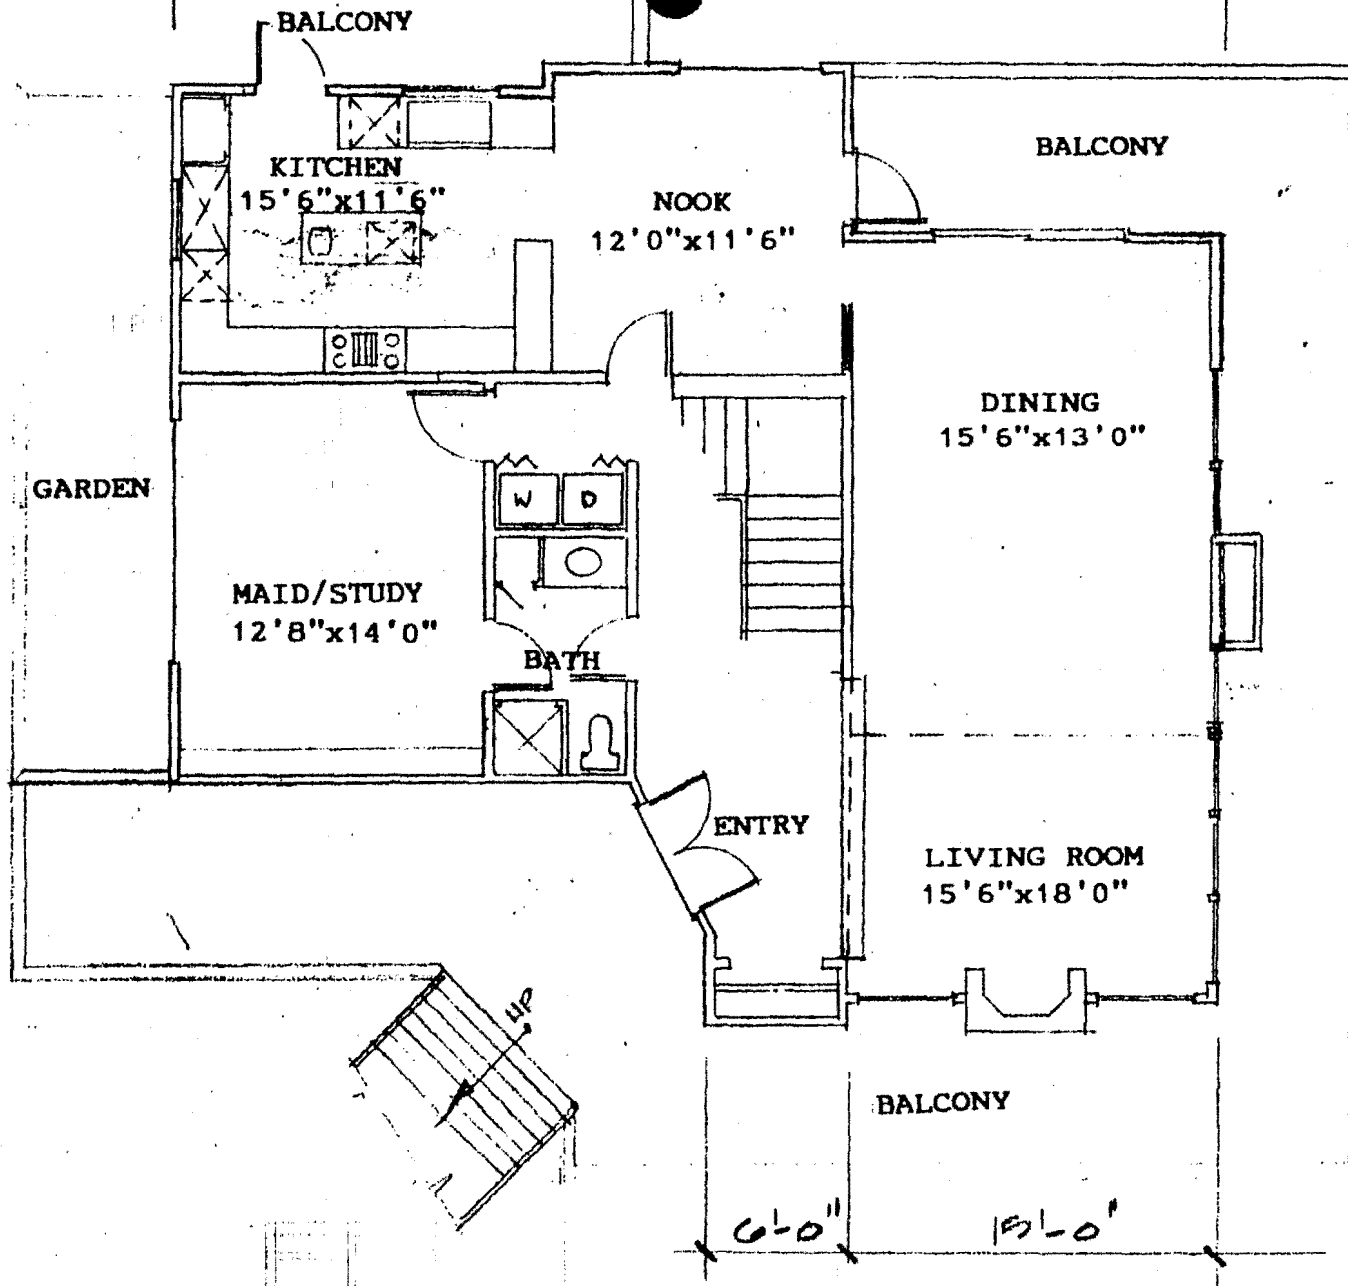 BALCONY
BALCONY
KITCHEN
15'6"x11'6"
NOOK
12'0"x11'6"
DINING
15'6"x13'0"
GARDEN
W D
MAID/STUDY
12'8"x14'0"
BATH
ENTRY
LIVING ROOM
15'6"x18'0"
UP
BALCONY
6'-0" 15'-0"